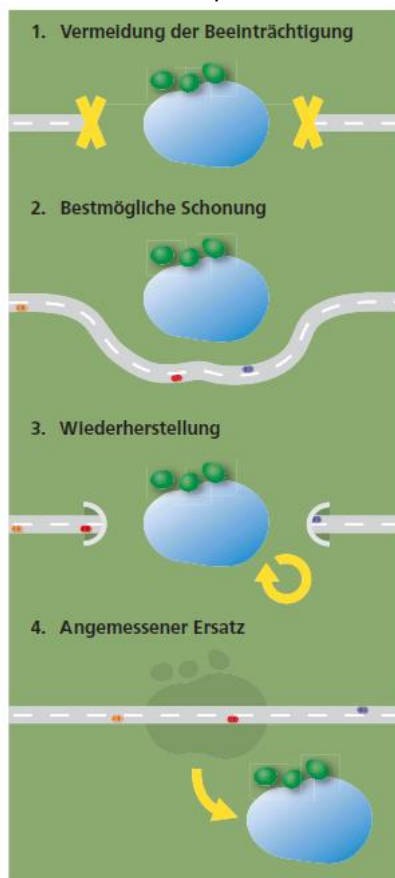 1. Vermeidung der Beeinträchtigung
2. Bestmögliche Schonung
3. Wiederherstellung
4. Angemessener Ersatz